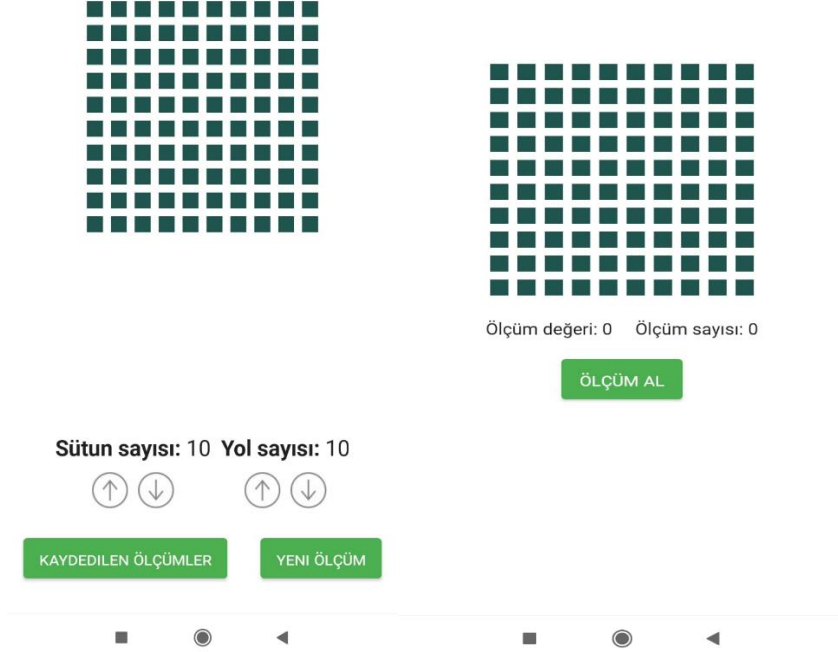 Sütun sayısı: 10 Yol sayısı: 10
KAYDEDILEN ÖLÇÜMLER
YENI ÖLÇÜM
Ölçüm değeri: 0 Ölçüm sayısı: 0
ÖLÇÜM AL